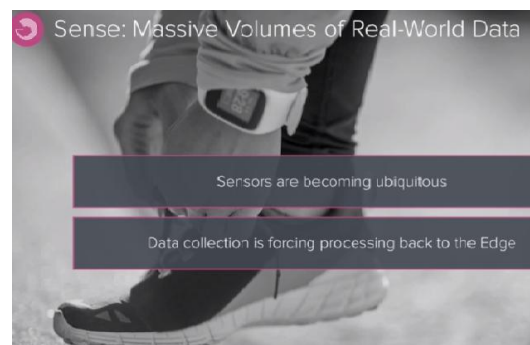 Sense: Massive Volumes of Real-World Data
Sensors are becoming ubiquitous
Data collection is forcing processing back to the Edge